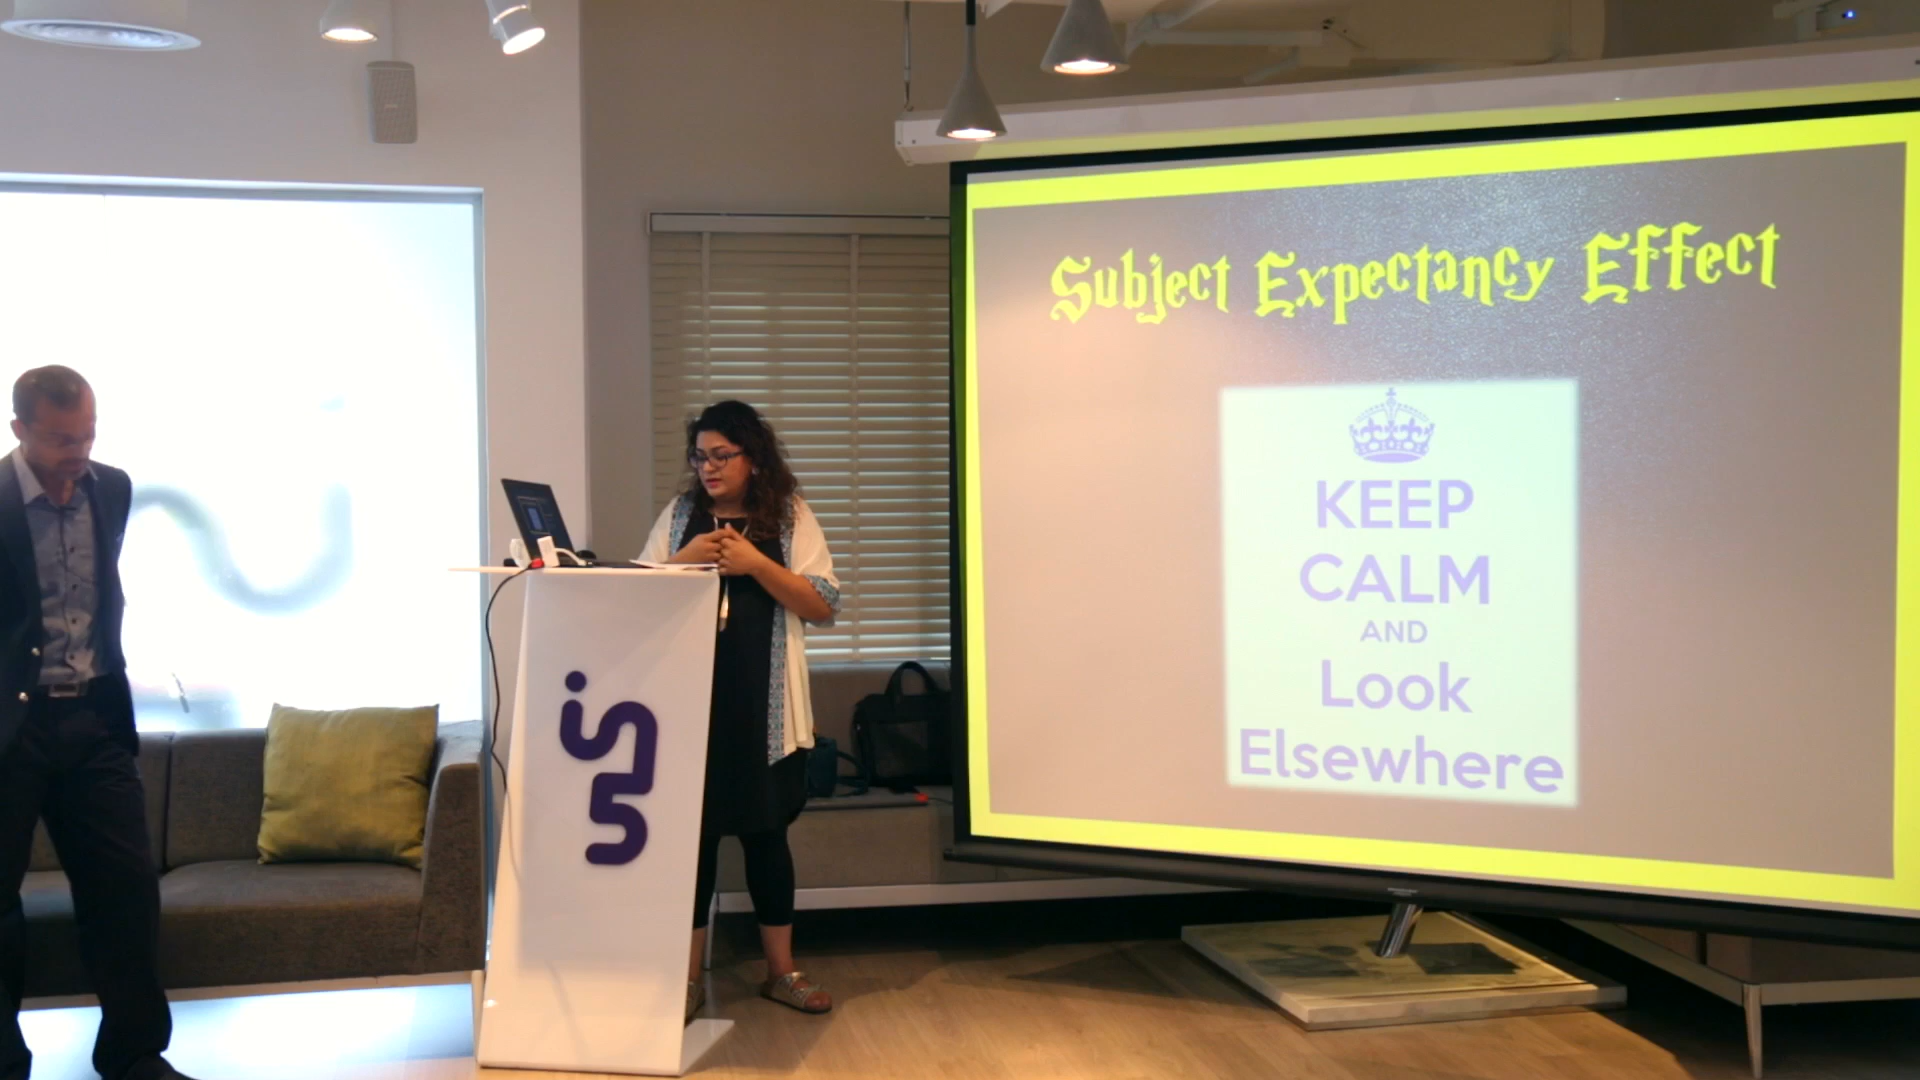 Subject Expectancy Effect
KEEP
CALM
AND
Look
Elsewhere